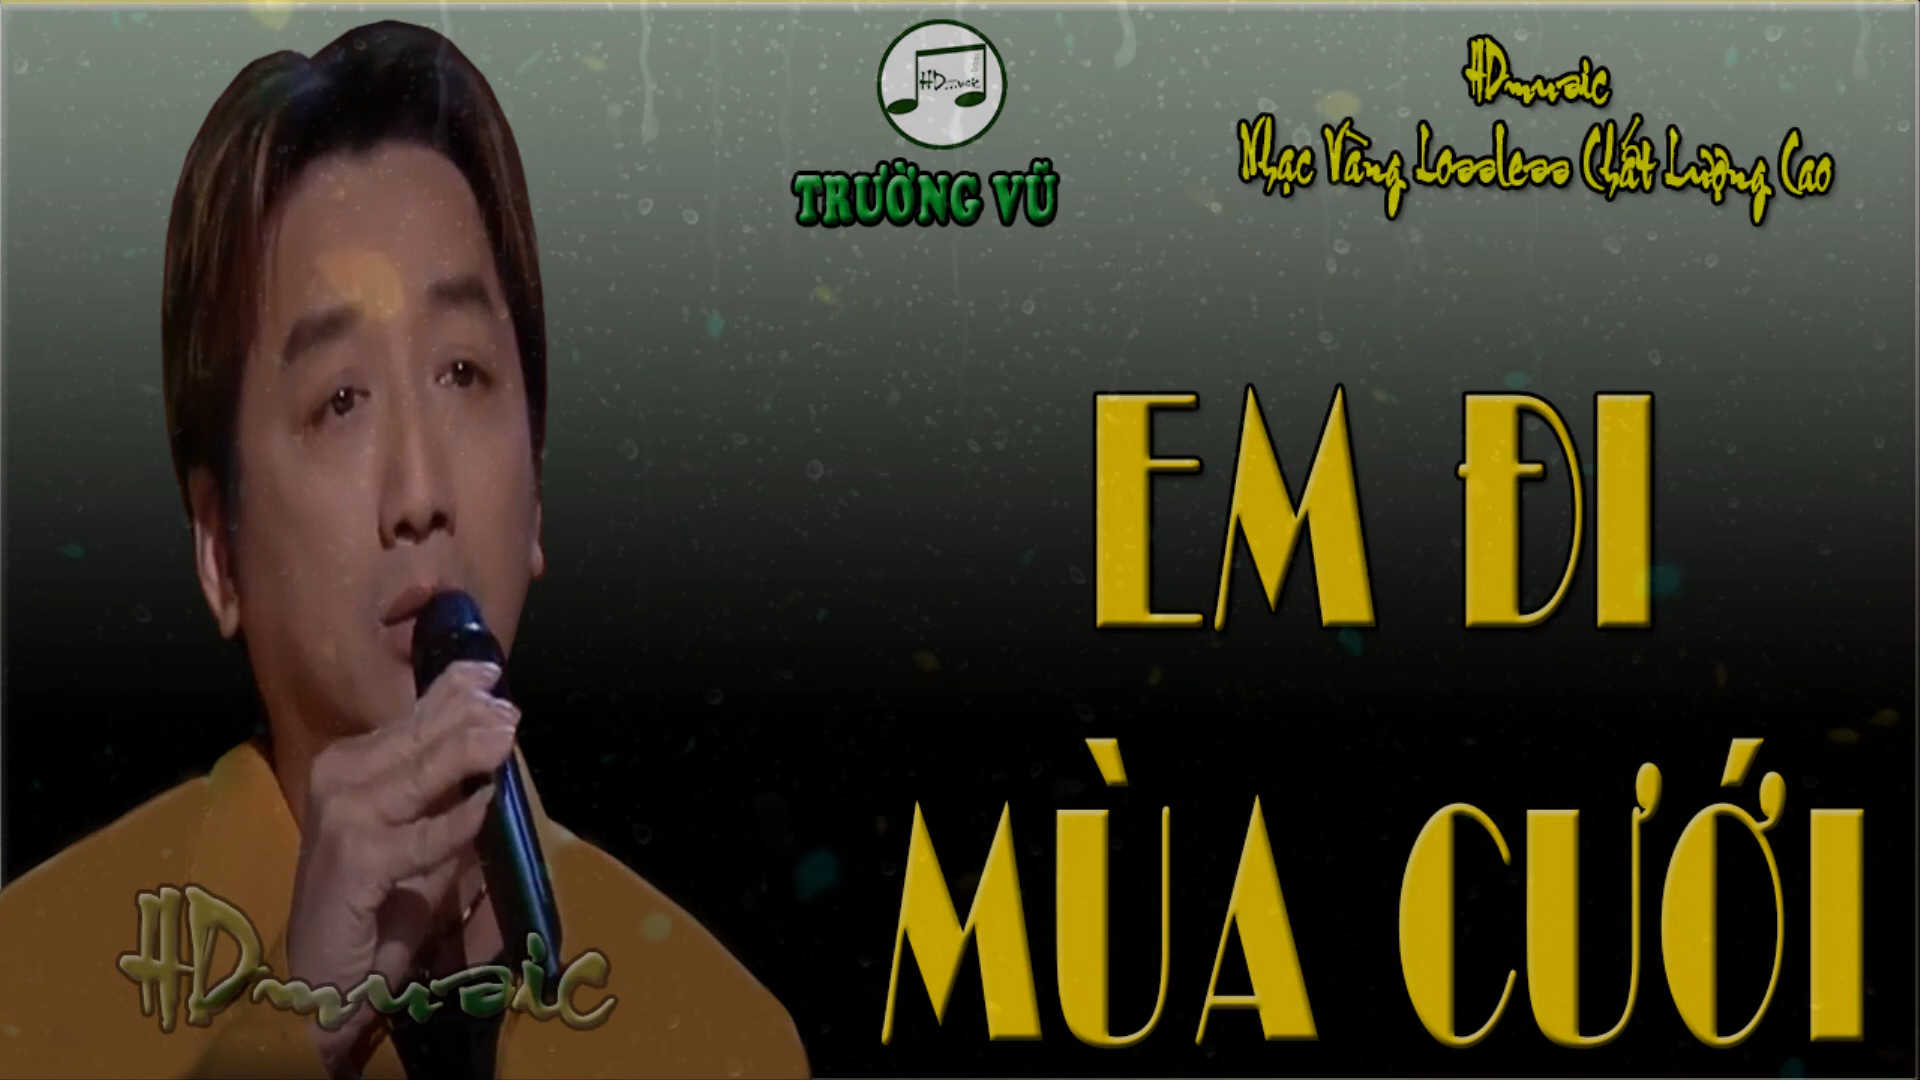 HDmusic
TRƯỜNG VŨ
HDmusic
Nhạc Vàng Lossless Chất Lượng Cao
EM ĐI
MÙA CƯỚI
HDmusic